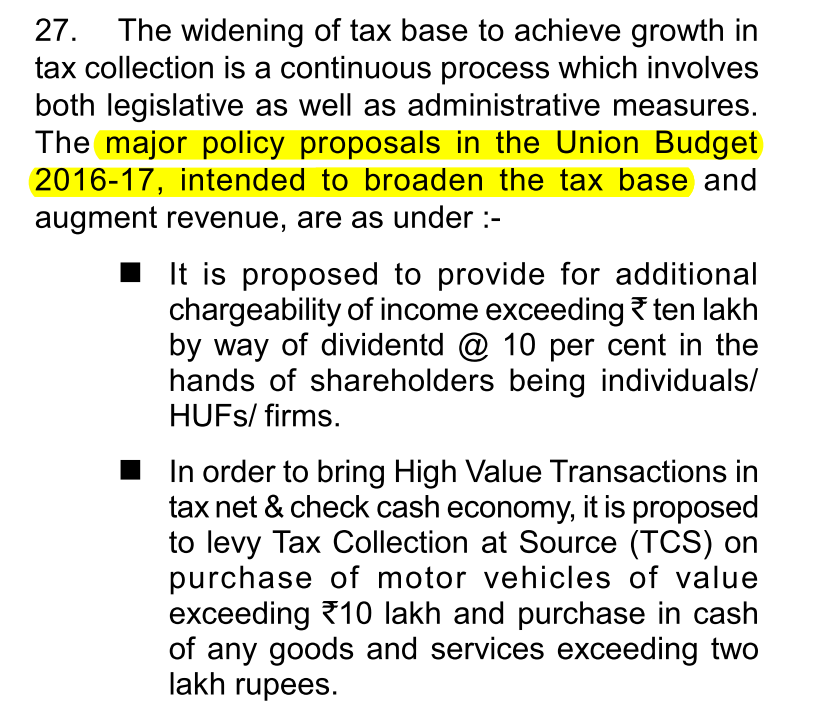 27. The widening of tax base to achieve growth in
tax collection is a continuous process which involves
both legislative as well as administrative measures.
The major policy proposals in the Union Budget
2016-17, intended to broaden the tax base and
augment revenue, are as under :-
■ It is proposed to provide for additional
chargeability of income exceeding ₹ ten lakh
by way of dividentd @ 10 per cent in the
hands of shareholders being individuals/
HUFs/ firms.
■ In order to bring High Value Transactions in
tax net & check cash economy, it is proposed
to levy Tax Collection at Source (TCS) on
purchase of motor vehicles of value
exceeding ₹10 lakh and purchase in cash
of any goods and services exceeding two
lakh rupees.